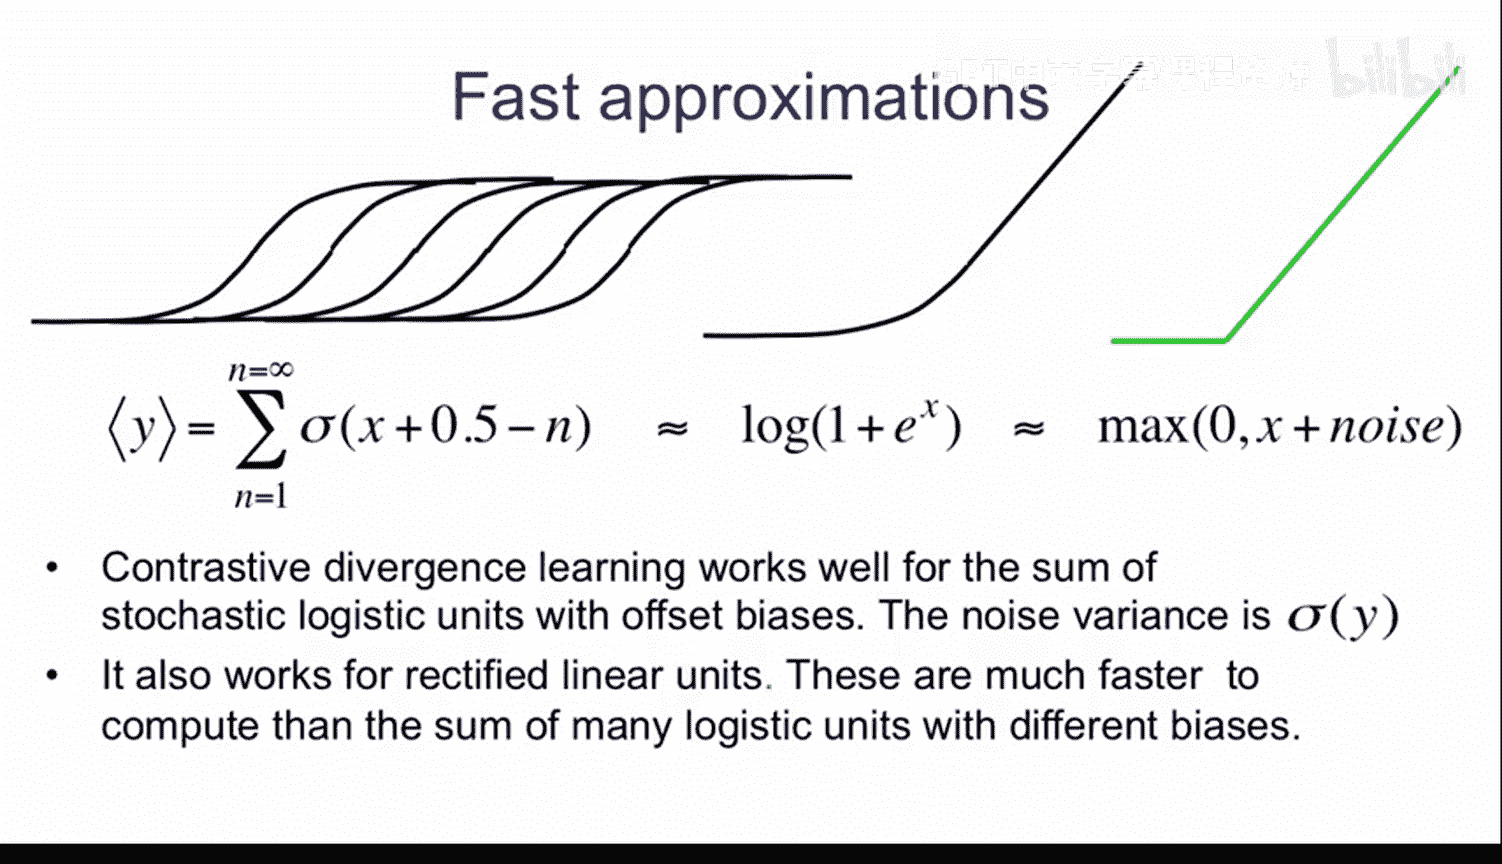 Fast approximations
bilibili
n=∞
⟨y⟩ = ∑ σ(x + 0.5 − n) ≈ log(1 + eˣ) ≈ max(0, x + noise)
n=1
• Contrastive divergence learning works well for the sum of
stochastic logistic units with offset biases. The noise variance is σ(y)
• It also works for rectified linear units. These are much faster to
compute than the sum of many logistic units with different biases.